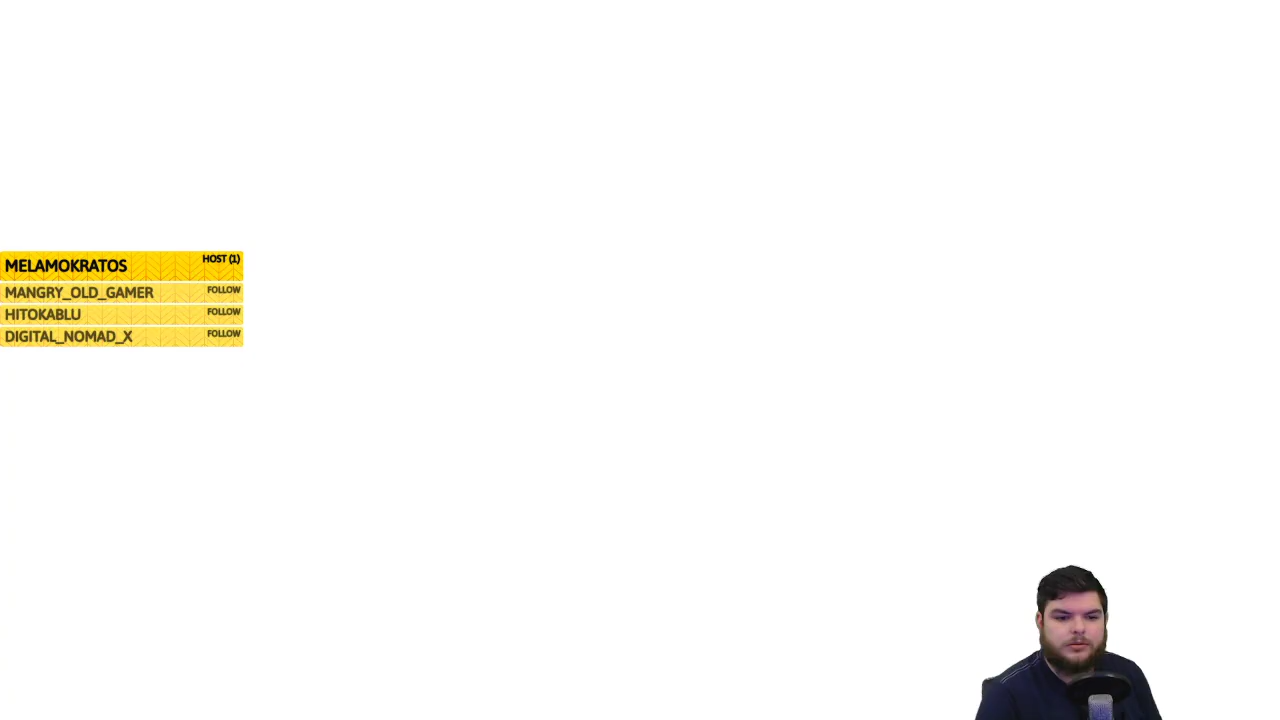 MELAMOKRATOS HOST (1)
MANGRY_OLD_GAMER FOLLOW
HITOKABLU FOLLOW
DIGITAL_NOMAD_X FOLLOW